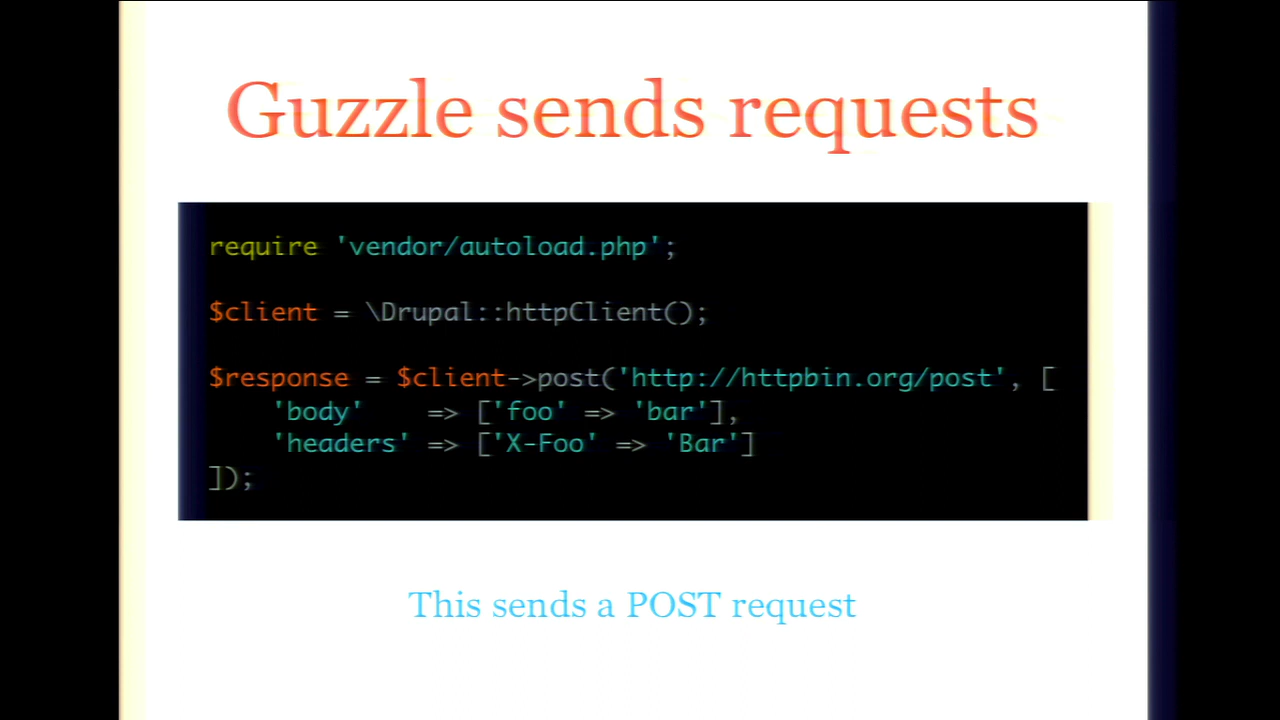 Guzzle sends requests
require 'vendor/autoload.php';
$client = \Drupal::httpClient();
$response = $client->post('http://httpbin.org/post', [
    'body'    => ['foo' => 'bar'],
    'headers' => ['X-Foo' => 'Bar']
]);
This sends a POST request